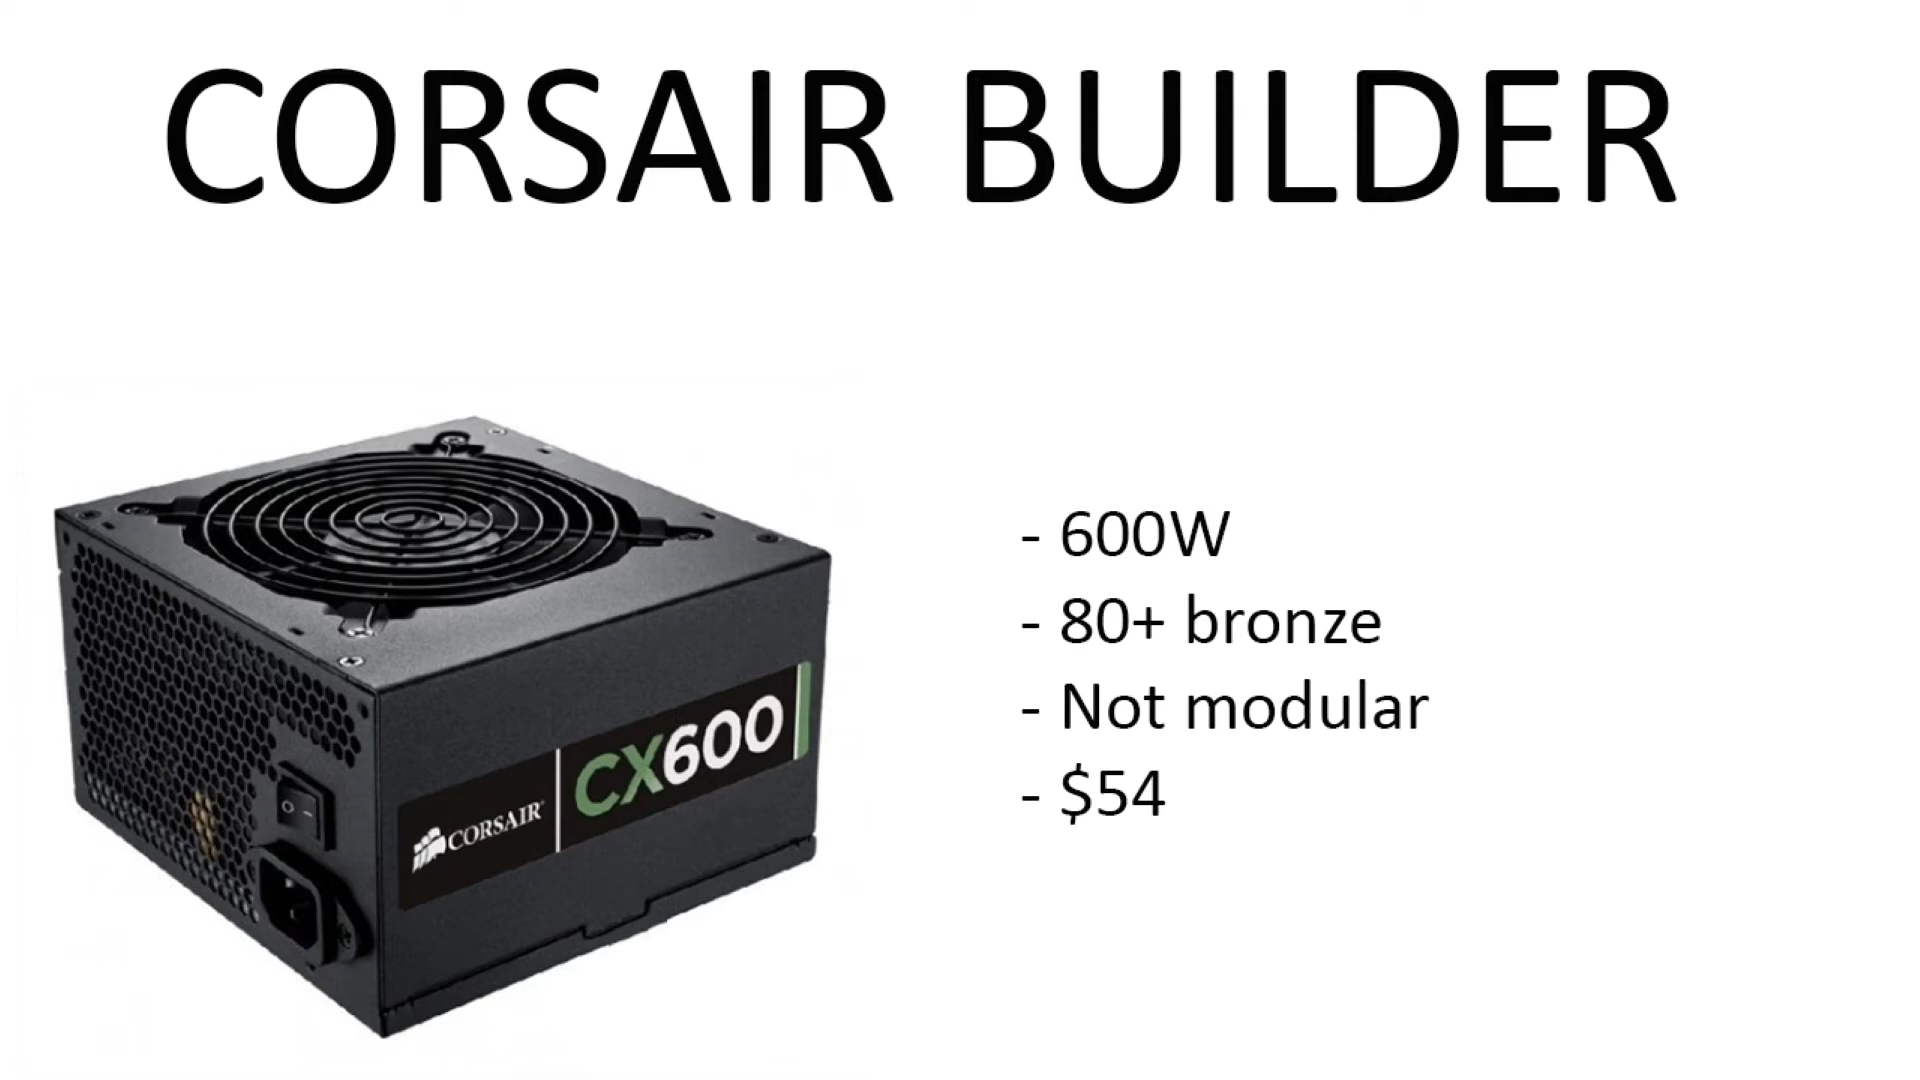 CORSAIR BUILDER
- 600W
- 80+ bronze
- Not modular
- $54
CORSAIR
CX600